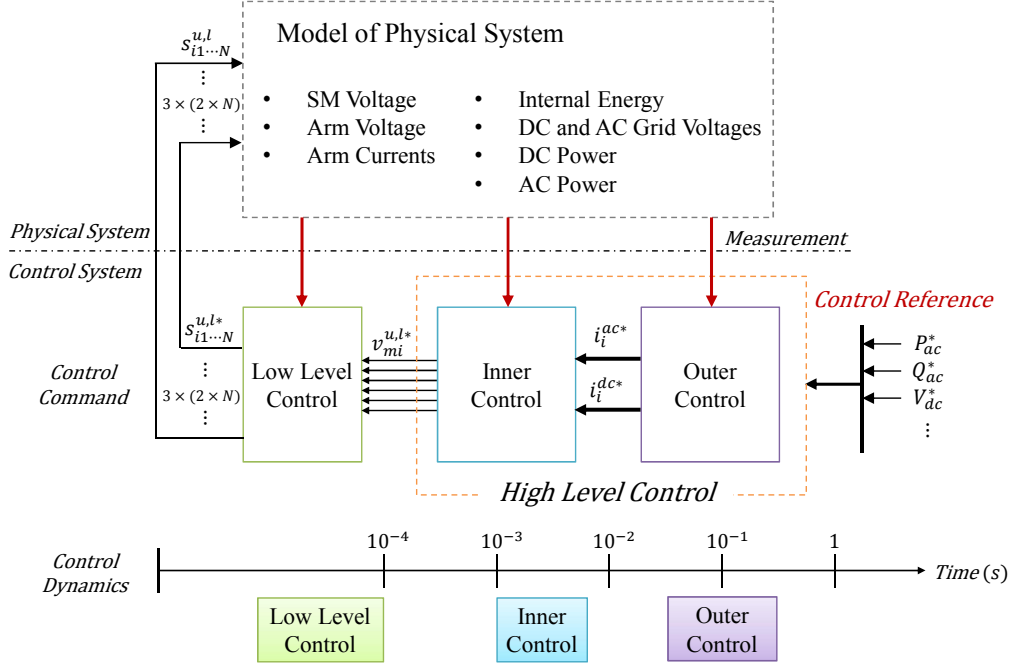 Model of Physical System
s_{i1⋯N}^{u,l}
⋮
3 × (2 × N)
⋮
• SM Voltage
• Arm Voltage
• Arm Currents
• Internal Energy
• DC and AC Grid Voltages
• DC Power
• AC Power
Physical System
Measurement
Control System
Control Reference
s_{i1⋯N}^{u,l*}
⋮
3 × (2 × N)
⋮
Control
Command
Low Level
Control
v_{mi}^{u,l*}
Inner
Control
i_i^{ac*}
i_i^{dc*}
Outer
Control
P_{ac}^*
Q_{ac}^*
V_{dc}^*
⋮
High Level Control
10^{-4}
10^{-3}
10^{-2}
10^{-1}
1
Control
Dynamics
Time (s)
Low Level
Control
Inner
Control
Outer
Control